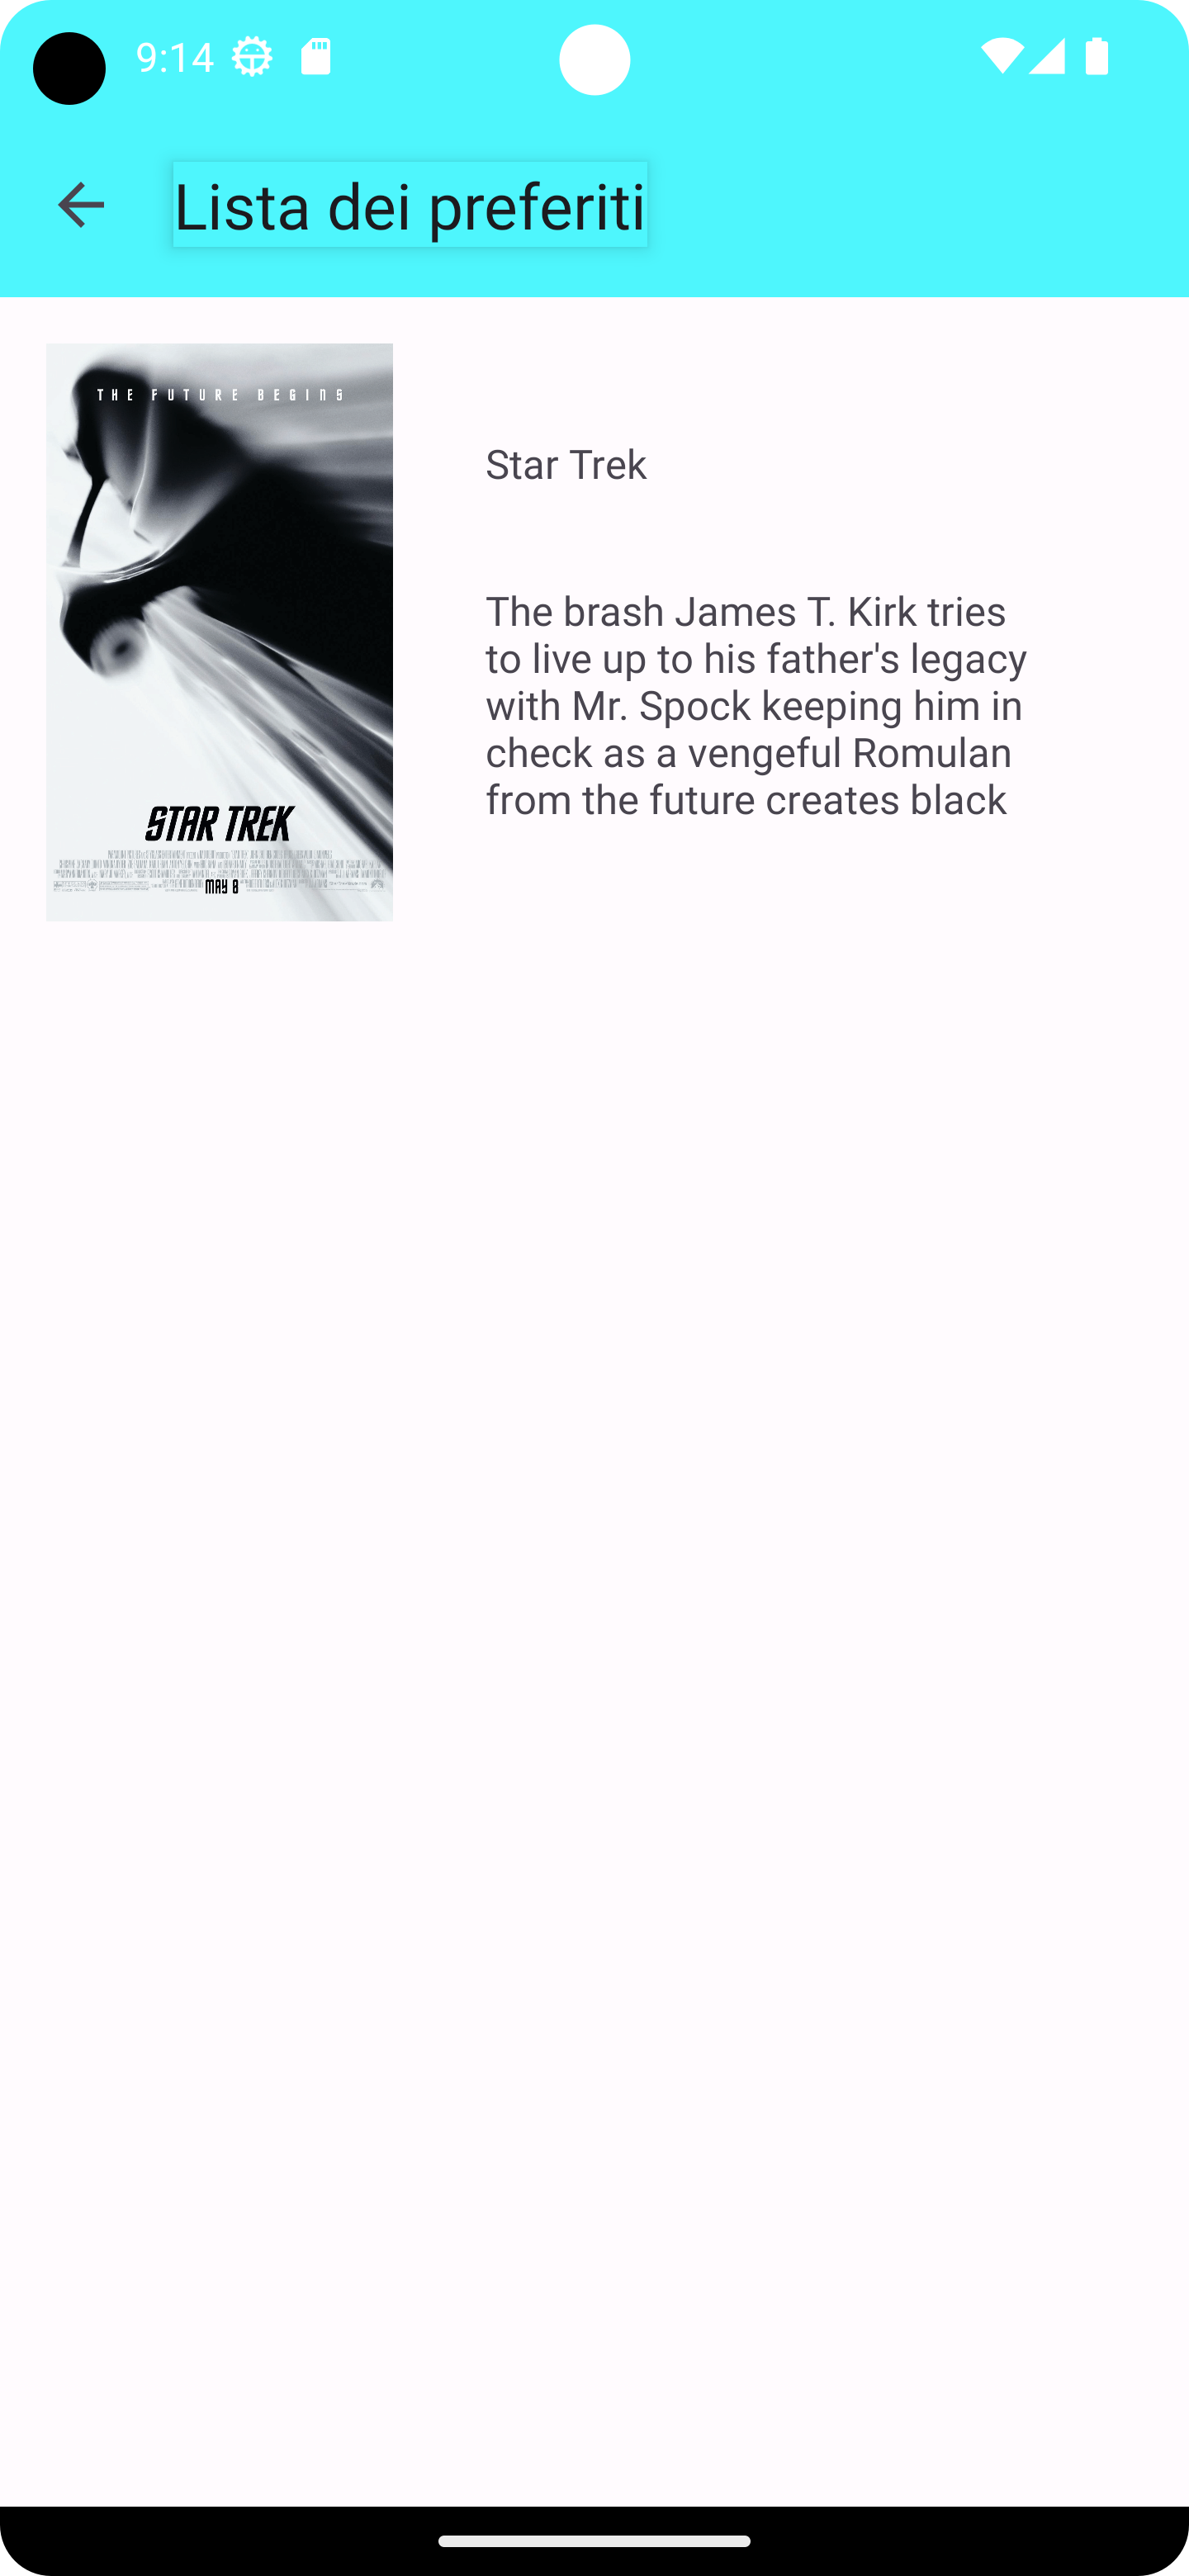 9:14
Lista dei preferiti
THE FUTURE BEGINS
Star Trek
The brash James T. Kirk tries
to live up to his father's legacy
with Mr. Spock keeping him in
check as a vengeful Romulan
from the future creates black
STAR TREK
MAY 8